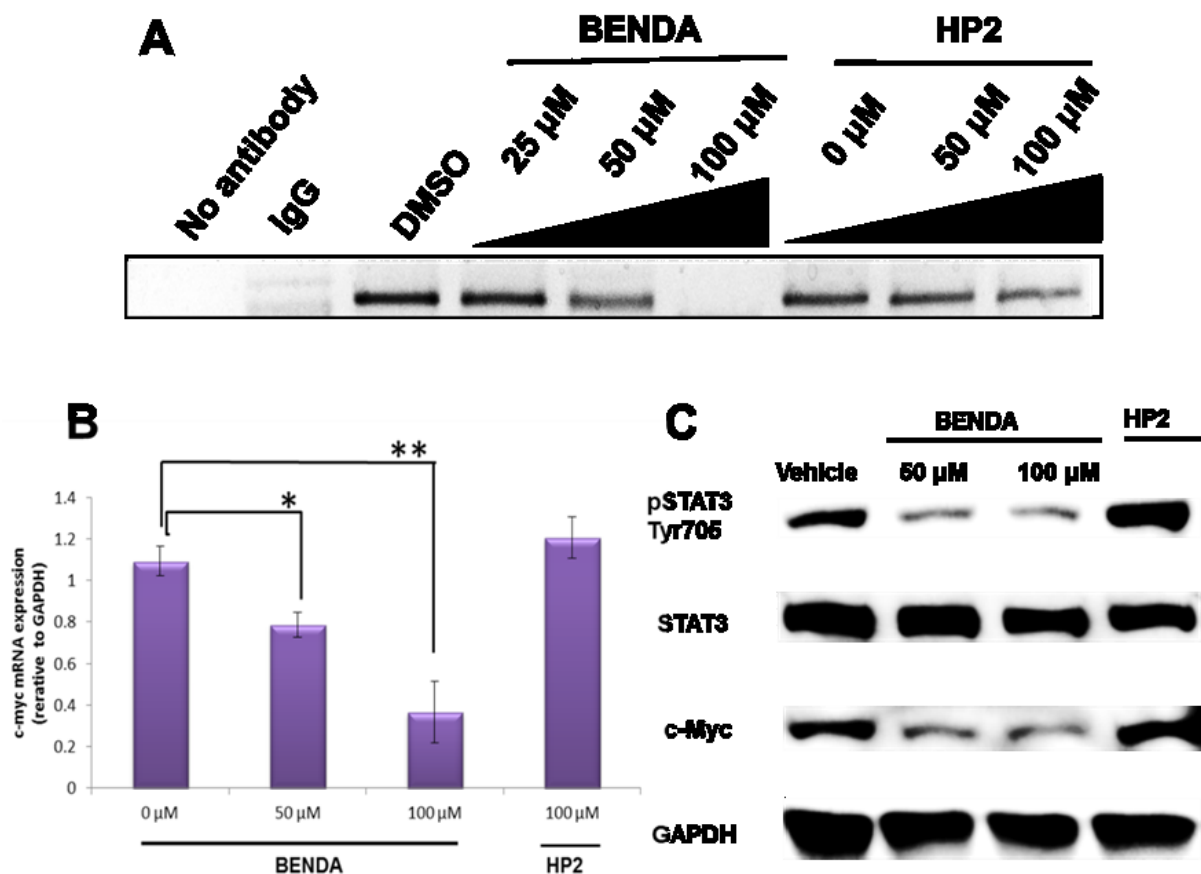 A
BENDA
HP2
No antibody
IgG
DMSO
25 µM
50 µM
100 µM
0 µM
50 µM
100 µM
B
**
*
c-myc mRNA expression
(rerative to GAPDH)
1.4
1.2
1
0.8
0.6
0.4
0.2
0
0 µM
50 µM
100 µM
100 µM
BENDA
HP2
C
BENDA
HP2
Vehicle
50 µM
100 µM
pSTAT3
Tyr705
STAT3
c-Myc
GAPDH